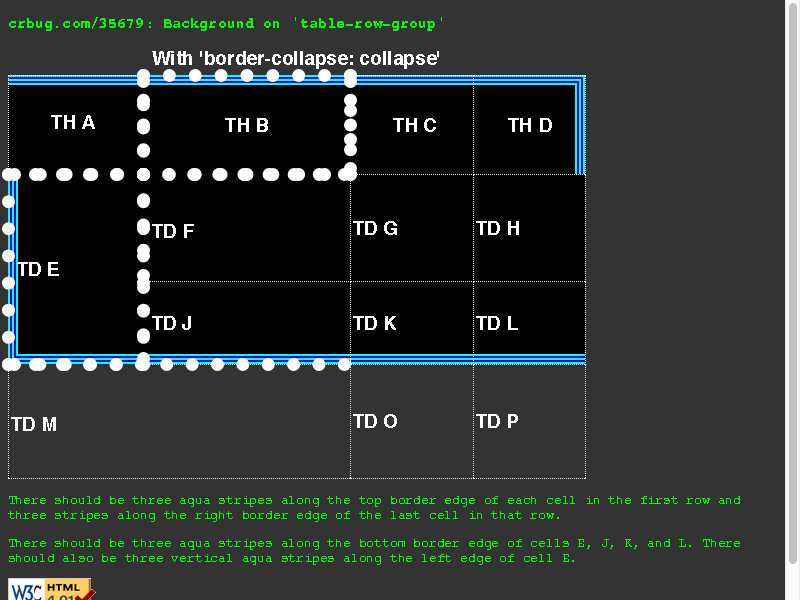 crbug.com/35679: Background on 'table-row-group'
With 'border-collapse: collapse'
TH A TH B TH C TH D
TD F TD G TD H
TD E
TD J TD K TD L
TD M TD O TD P
There should be three aqua stripes along the top border edge of each cell in the first row and
three stripes along the right border edge of the last cell in that row.
There should be three aqua stripes along the bottom border edge of cells E, J, K, and L. There
should also be three vertical aqua stripes along the left edge of cell E.
W3C HTML
4.01